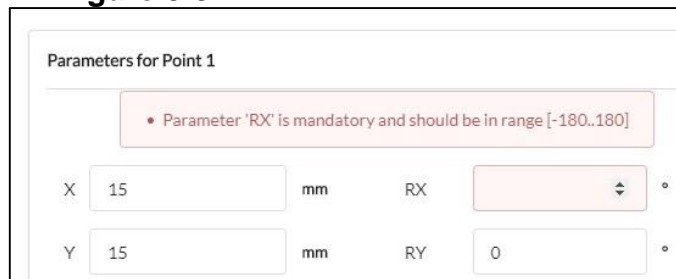 Parameters for Point 1
• Parameter 'RX' is mandatory and should be in range [-180..180]
X 15 mm RX °
Y 15 mm RY 0 °